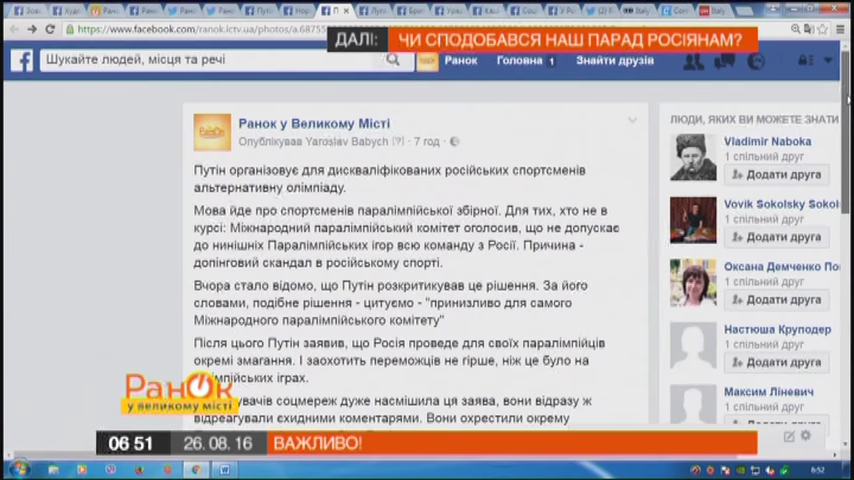 https://www.facebook.com/ranok.ictv.ua/photos/a.6875
ДАЛІ: ЧИ СПОДОБАВСЯ НАШ ПАРАД РОСІЯНАМ?
Шукайте людей, місця та речі
Ранок
Головна 1
Знайти друзів
Ранок у Великому Місті
Опублікував Yaroslav Babych [?] · 7 год ·
Путін організовує для дискваліфікованих російських спортсменів
альтернативну олімпіаду.
Мова йде про спортсменів паралімпійської збірної. Для тих, хто не в
курсі: Міжнародний паралімпійський комітет оголосив, що не допускає
до нинішніх Паралімпійських ігор всю команду з Росії. Причина -
допінговий скандал в російському спорті.
Вчора стало відомо, що Путін розкритикував це рішення. За його
словами, подібне рішення - цитуємо - "принизливо для самого
Міжнародного паралімпійського комітету"
Після цього Путін заявив, що Росія проведе для своїх паралімпійців
окремі змагання. І заохотить переможців не гірше, ніж це було на
імпійських іграх.
увачів соцмереж дуже насмішила ця заява, вони відразу ж
відреагували єхидними коментарями. Вони охрестили окрему
ЛЮДИ, ЯКИХ ВИ МОЖЕТЕ ЗНАТИ
Vladimir Naboka
1 спільний друг
Додати друга
Vovik Sokolsky Sokol
1 спільний друг
Додати друга
Оксана Демченко По
1 спільний друг
Додати друга
Настюша Круподер
1 спільний друг
Додати друга
Максим Ліневич
1 спільний друг
РАНОК
у великому місті
06 51
26.08.16
ВАЖЛИВО!
6:52